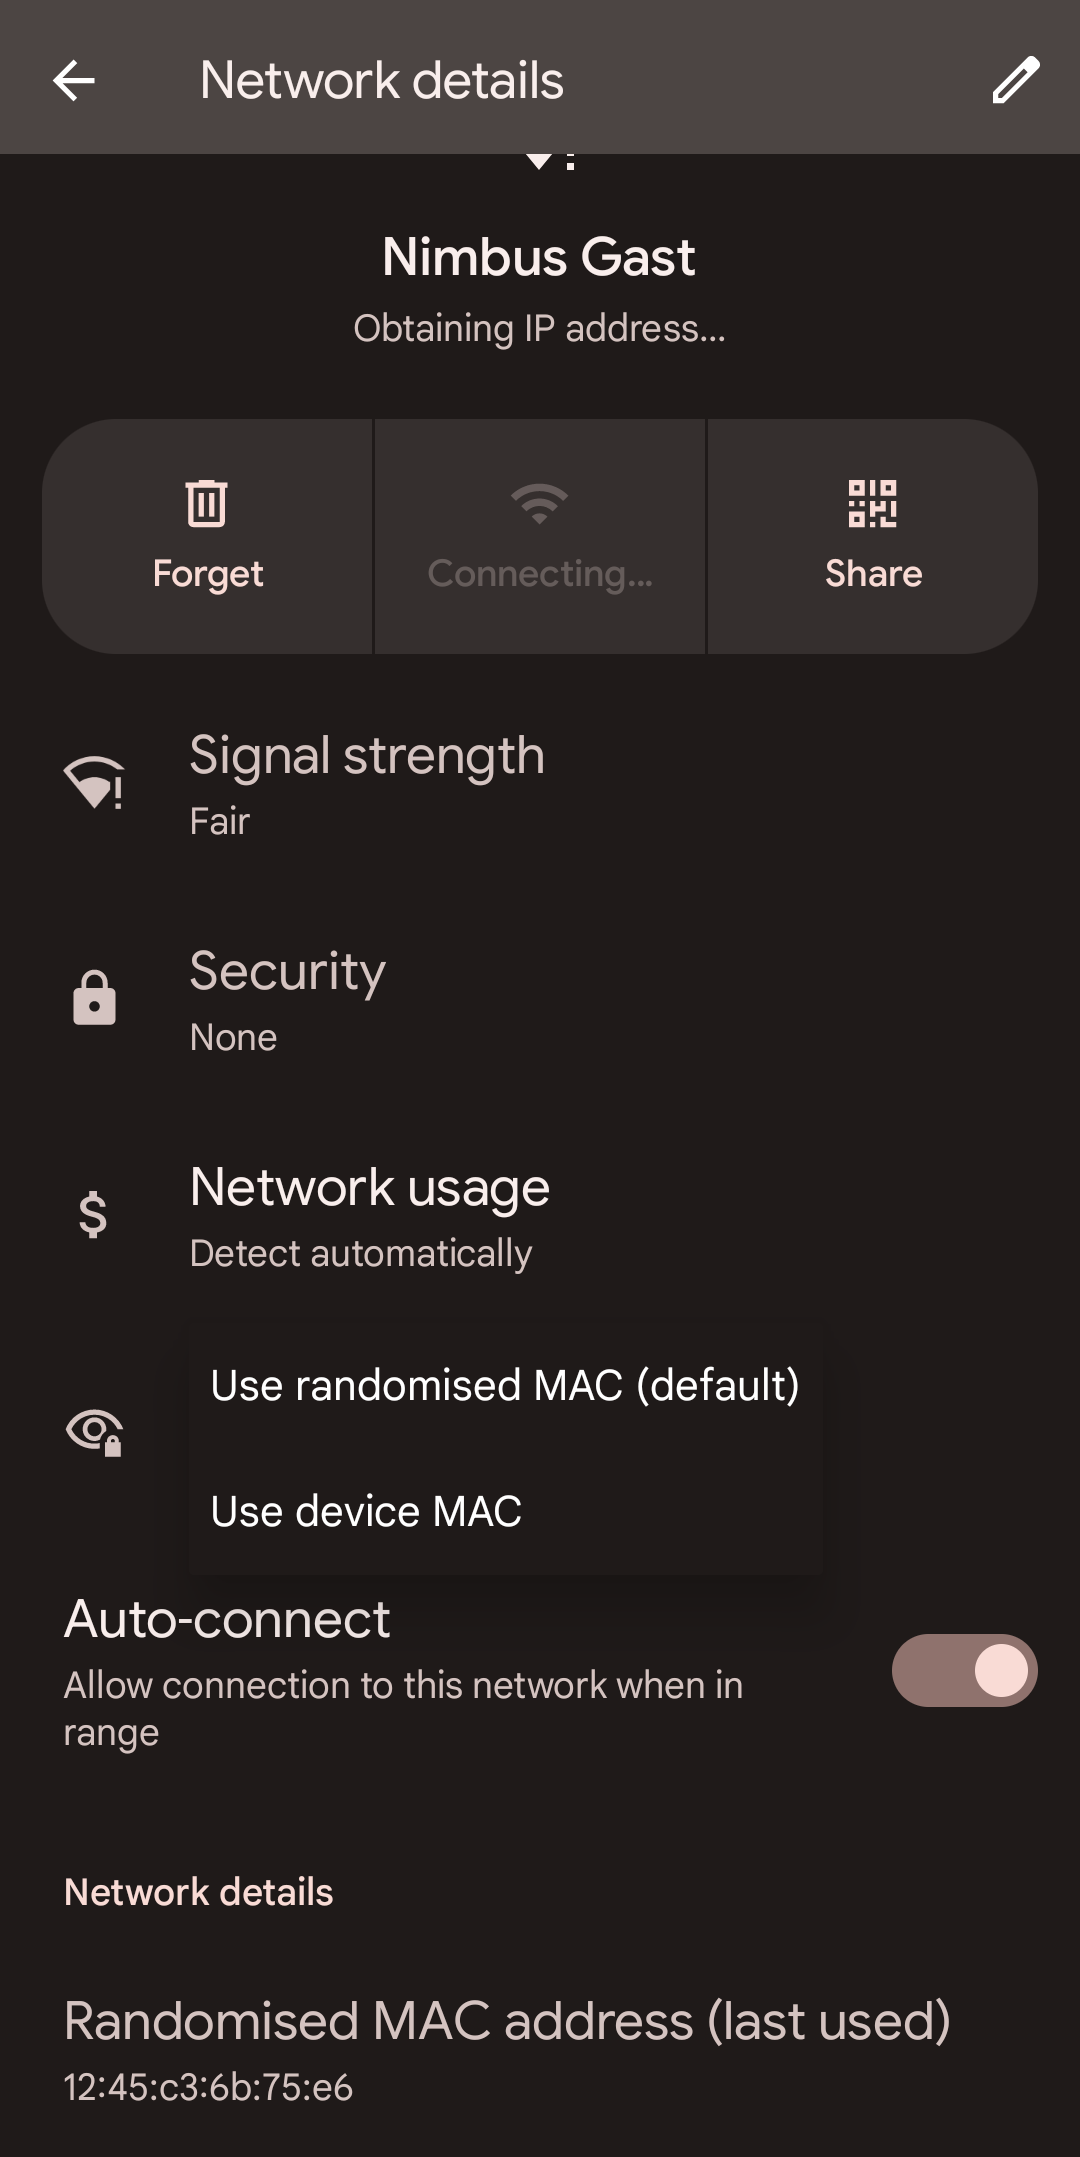 Network details
Nimbus Gast
Obtaining IP address...
Forget
Connecting...
Share
Signal strength
Fair
Security
None
Network usage
Detect automatically
Use randomised MAC (default)
Use device MAC
Auto-connect
Allow connection to this network when in
range
Network details
Randomised MAC address (last used)
12:45:c3:6b:75:e6